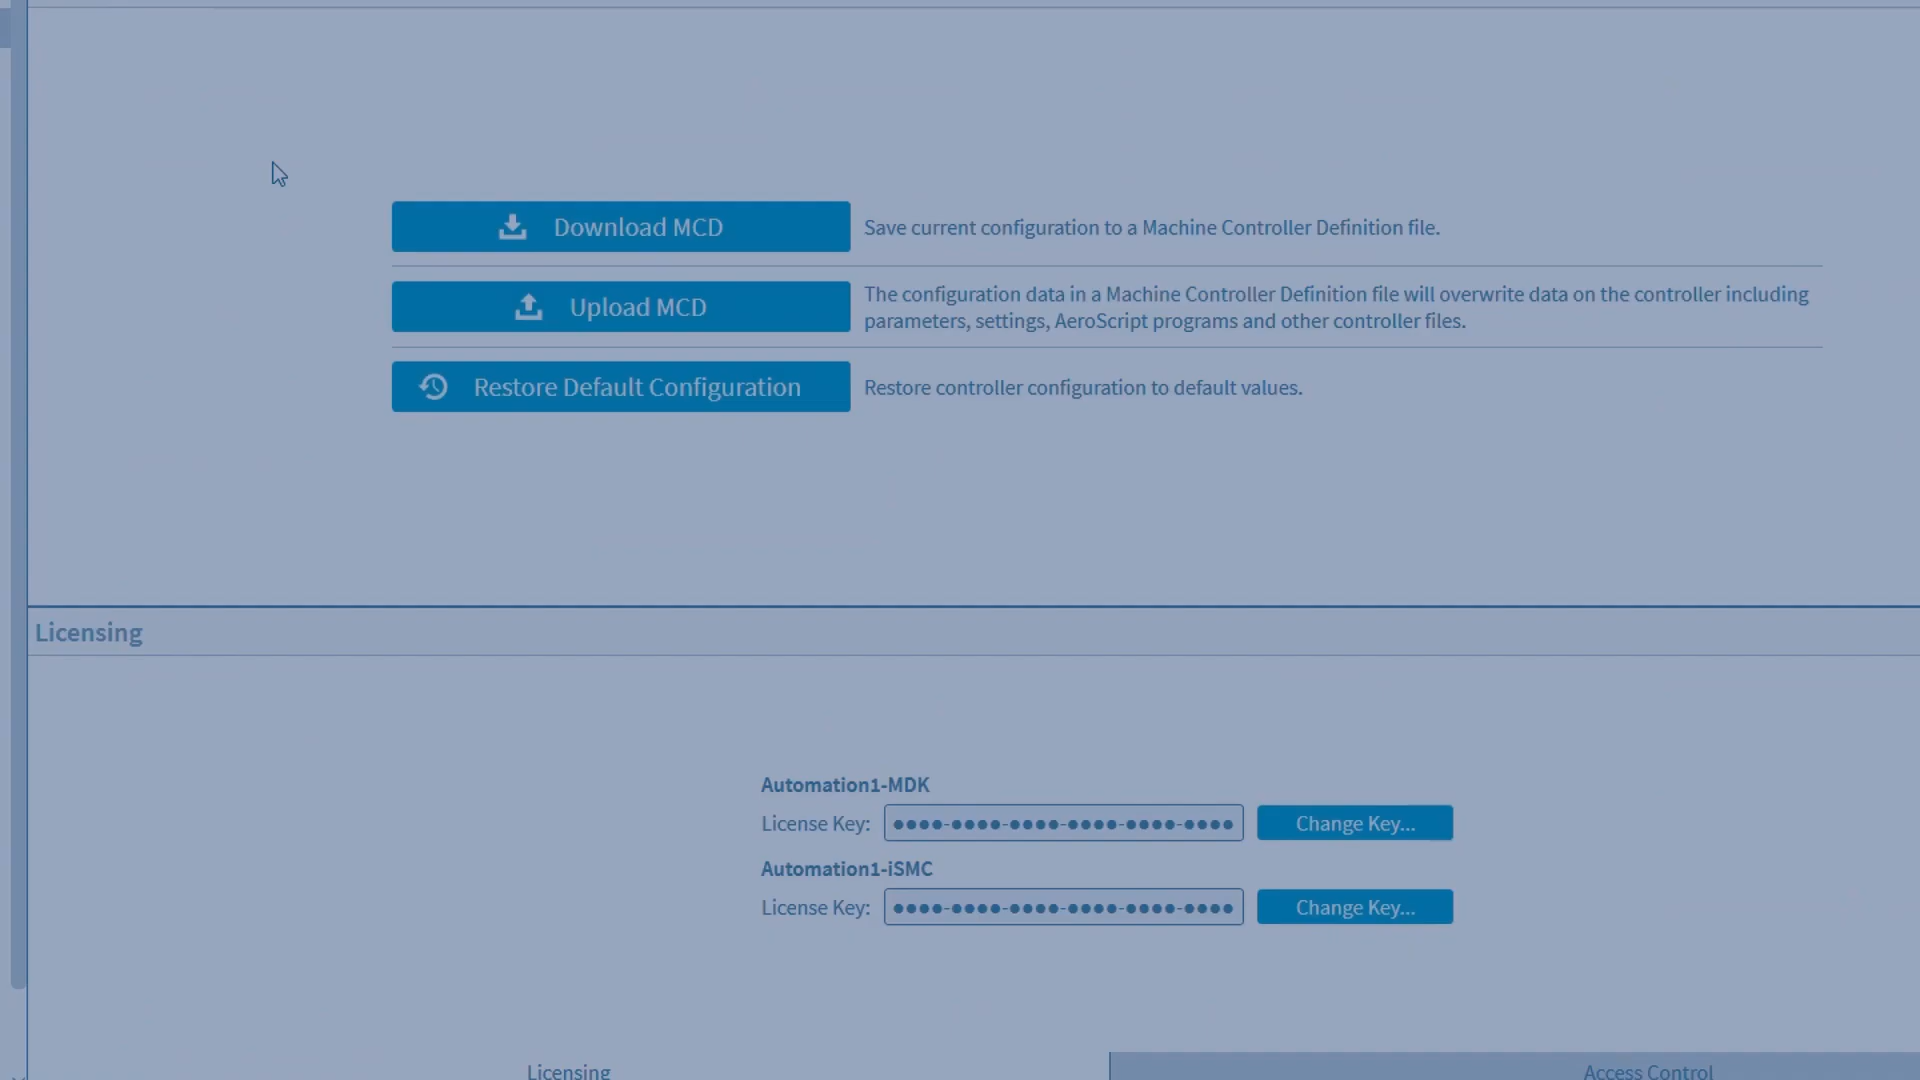 Download MCD
Save current configuration to a Machine Controller Definition file.
Upload MCD
The configuration data in a Machine Controller Definition file will overwrite data on the controller including
parameters, settings, AeroScript programs and other controller files.
Restore Default Configuration
Restore controller configuration to default values.
Licensing
Automation1-MDK
License Key: ●●●●-●●●●-●●●●-●●●●-●●●●-●●●● Change Key...
Automation1-iSMC
License Key: ●●●●-●●●●-●●●●-●●●●-●●●●-●●●● Change Key...
Licensing
Access Control